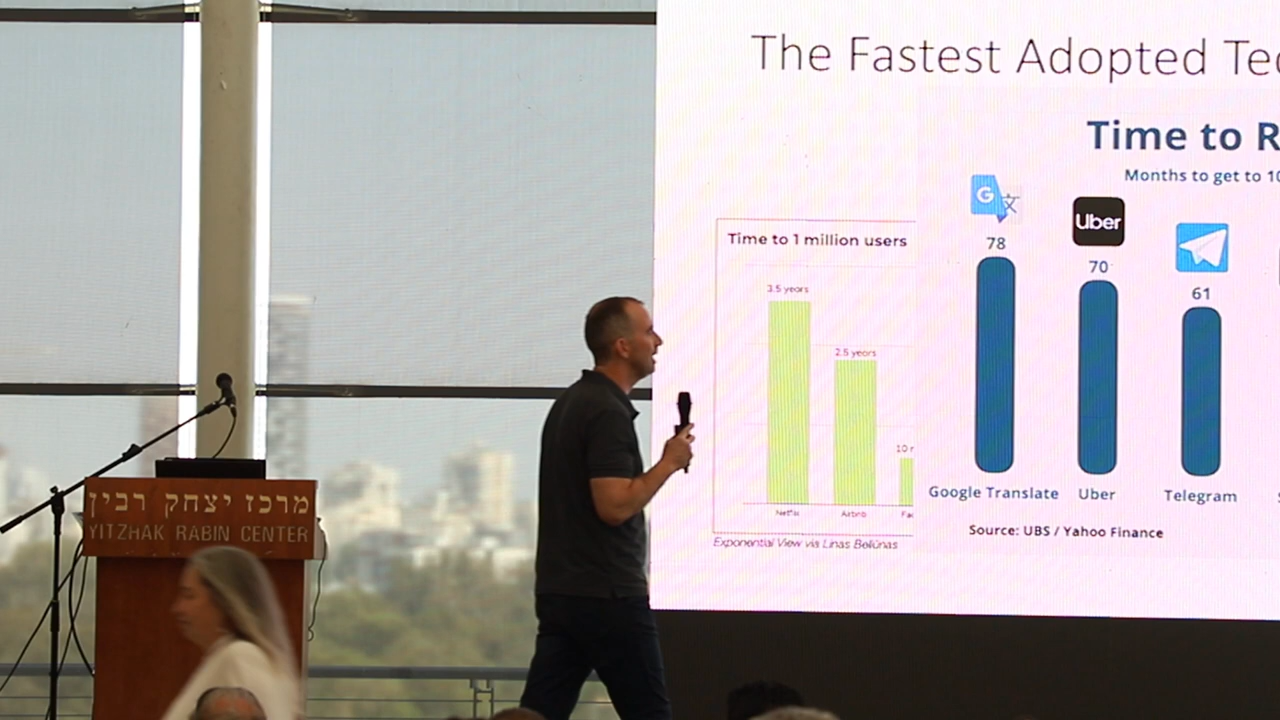 The Fastest Adopted Tec
Time to R
Months to get to 10
G
Uber
78
70
61
Google Translate
Uber
Telegram
Source: UBS / Yahoo Finance
Time to 1 million users
3.5 years
2.5 years
10 r
Netflix
Airbnb
Fa
Exponential View via Linas Beliūnas
מרכז יצחק רבין
YITZHAK RABIN CENTER